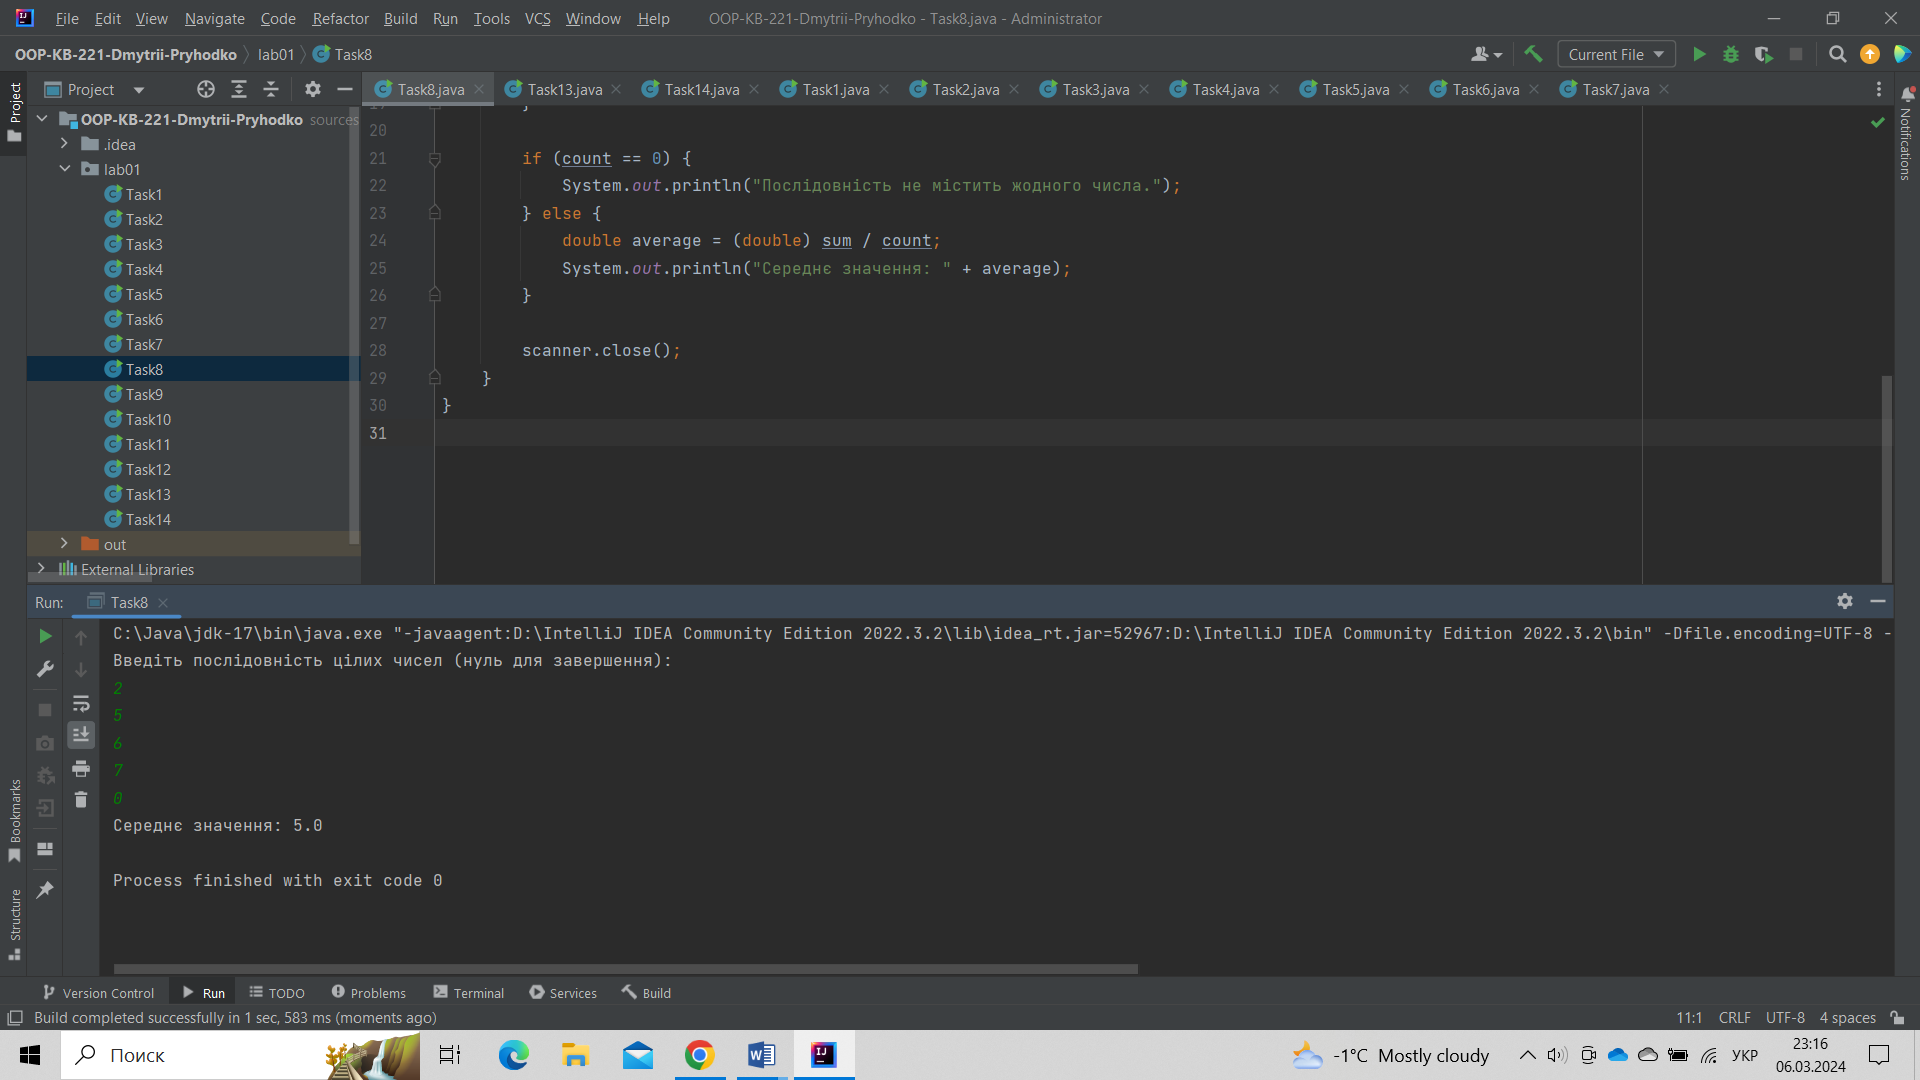 File Edit View Navigate Code Refactor Build Run Tools VCS Window Help OOP-KB-221-Dmytrii-Pryhodko - Task8.java - Administrator
OOP-KB-221-Dmytrii-Pryhodko lab01 Task8 Current File
Project Task8.java Task13.java Task14.java Task1.java Task2.java Task3.java Task4.java Task5.java Task6.java Task7.java
Project
Notifications
OOP-KB-221-Dmytrii-Pryhodko sources
.idea
lab01
Task1
Task2
Task3
Task4
Task5
Task6
Task7
Task8
Task9
Task10
Task11
Task12
Task13
Task14
out
External Libraries
20
21 if (count == 0) {
22 System.out.println("Послідовність не містить жодного числа.");
23 } else {
24 double average = (double) sum / count;
25 System.out.println("Середнє значення: " + average);
26 }
27
28 scanner.close();
29 }
30 }
31
Run: Task8
C:\Java\jdk-17\bin\java.exe "-javaagent:D:\IntelliJ IDEA Community Edition 2022.3.2\lib\idea_rt.jar=52967:D:\IntelliJ IDEA Community Edition 2022.3.2\bin" -Dfile.encoding=UTF-8 -
Введіть послідовність цілих чисел (нуль для завершення):
2
5
6
7
0
Середнє значення: 5.0
Process finished with exit code 0
Bookmarks
Structure
Version Control Run TODO Problems Terminal Services Build
Build completed successfully in 1 sec, 583 ms (moments ago) 11:1 CRLF UTF-8 4 spaces
Поиск -1°C Mostly cloudy УКР 23:16
06.03.2024